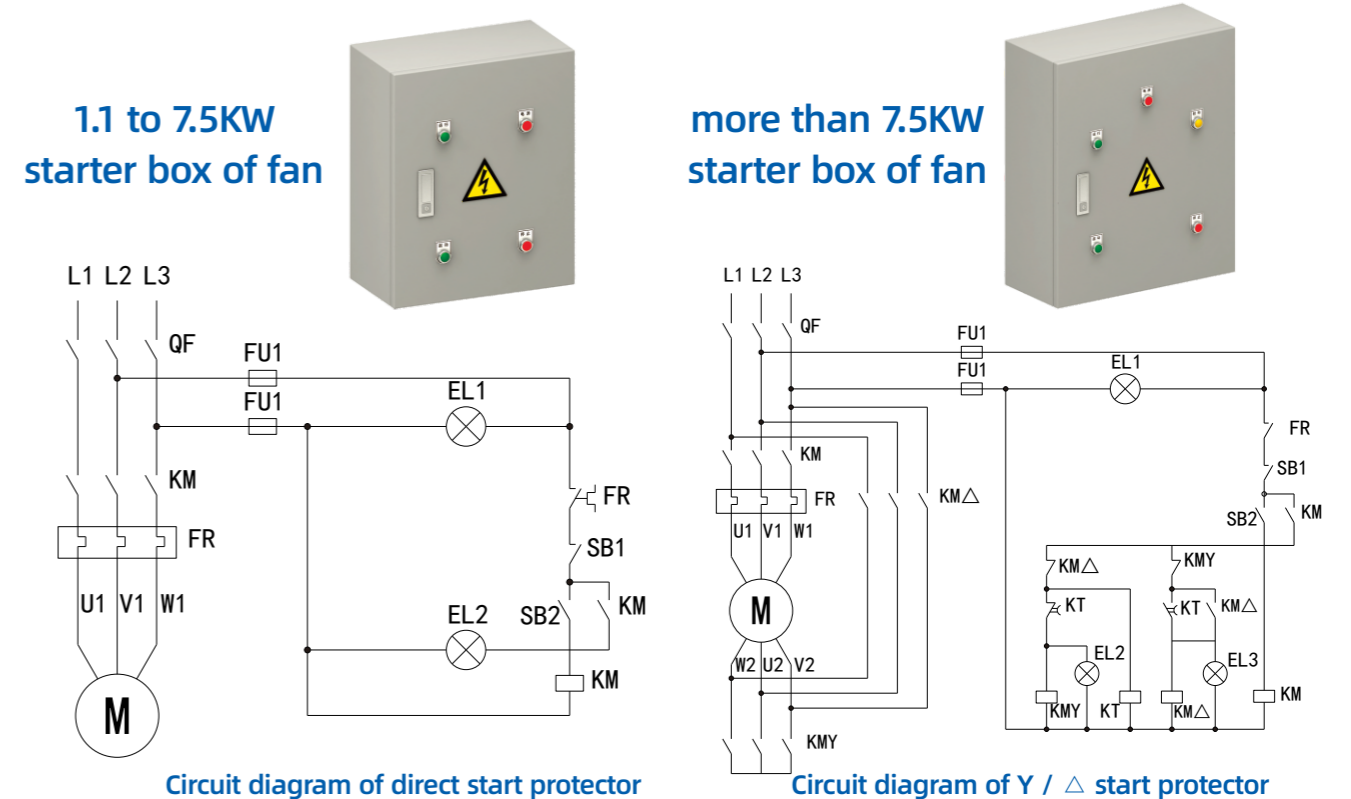 1.1 to 7.5KW
starter box of fan
L1 L2 L3
QF
FU1
FU1
EL1
KM
FR
FR
SB1
U1 V1 W1
EL2
SB2
KM
KM
M
Circuit diagram of direct start protector
more than 7.5KW
starter box of fan
L1 L2 L3
QF
FU1
FU1
EL1
FR
KM
SB1
FR
KM△
SB2
KM
U1 V1 W1
KM△
KMY
KT
KT
KM△
M
W2 U2 V2
EL2
EL3
KMY
KT
KM△
KM
KMY
Circuit diagram of Y / △ start protector